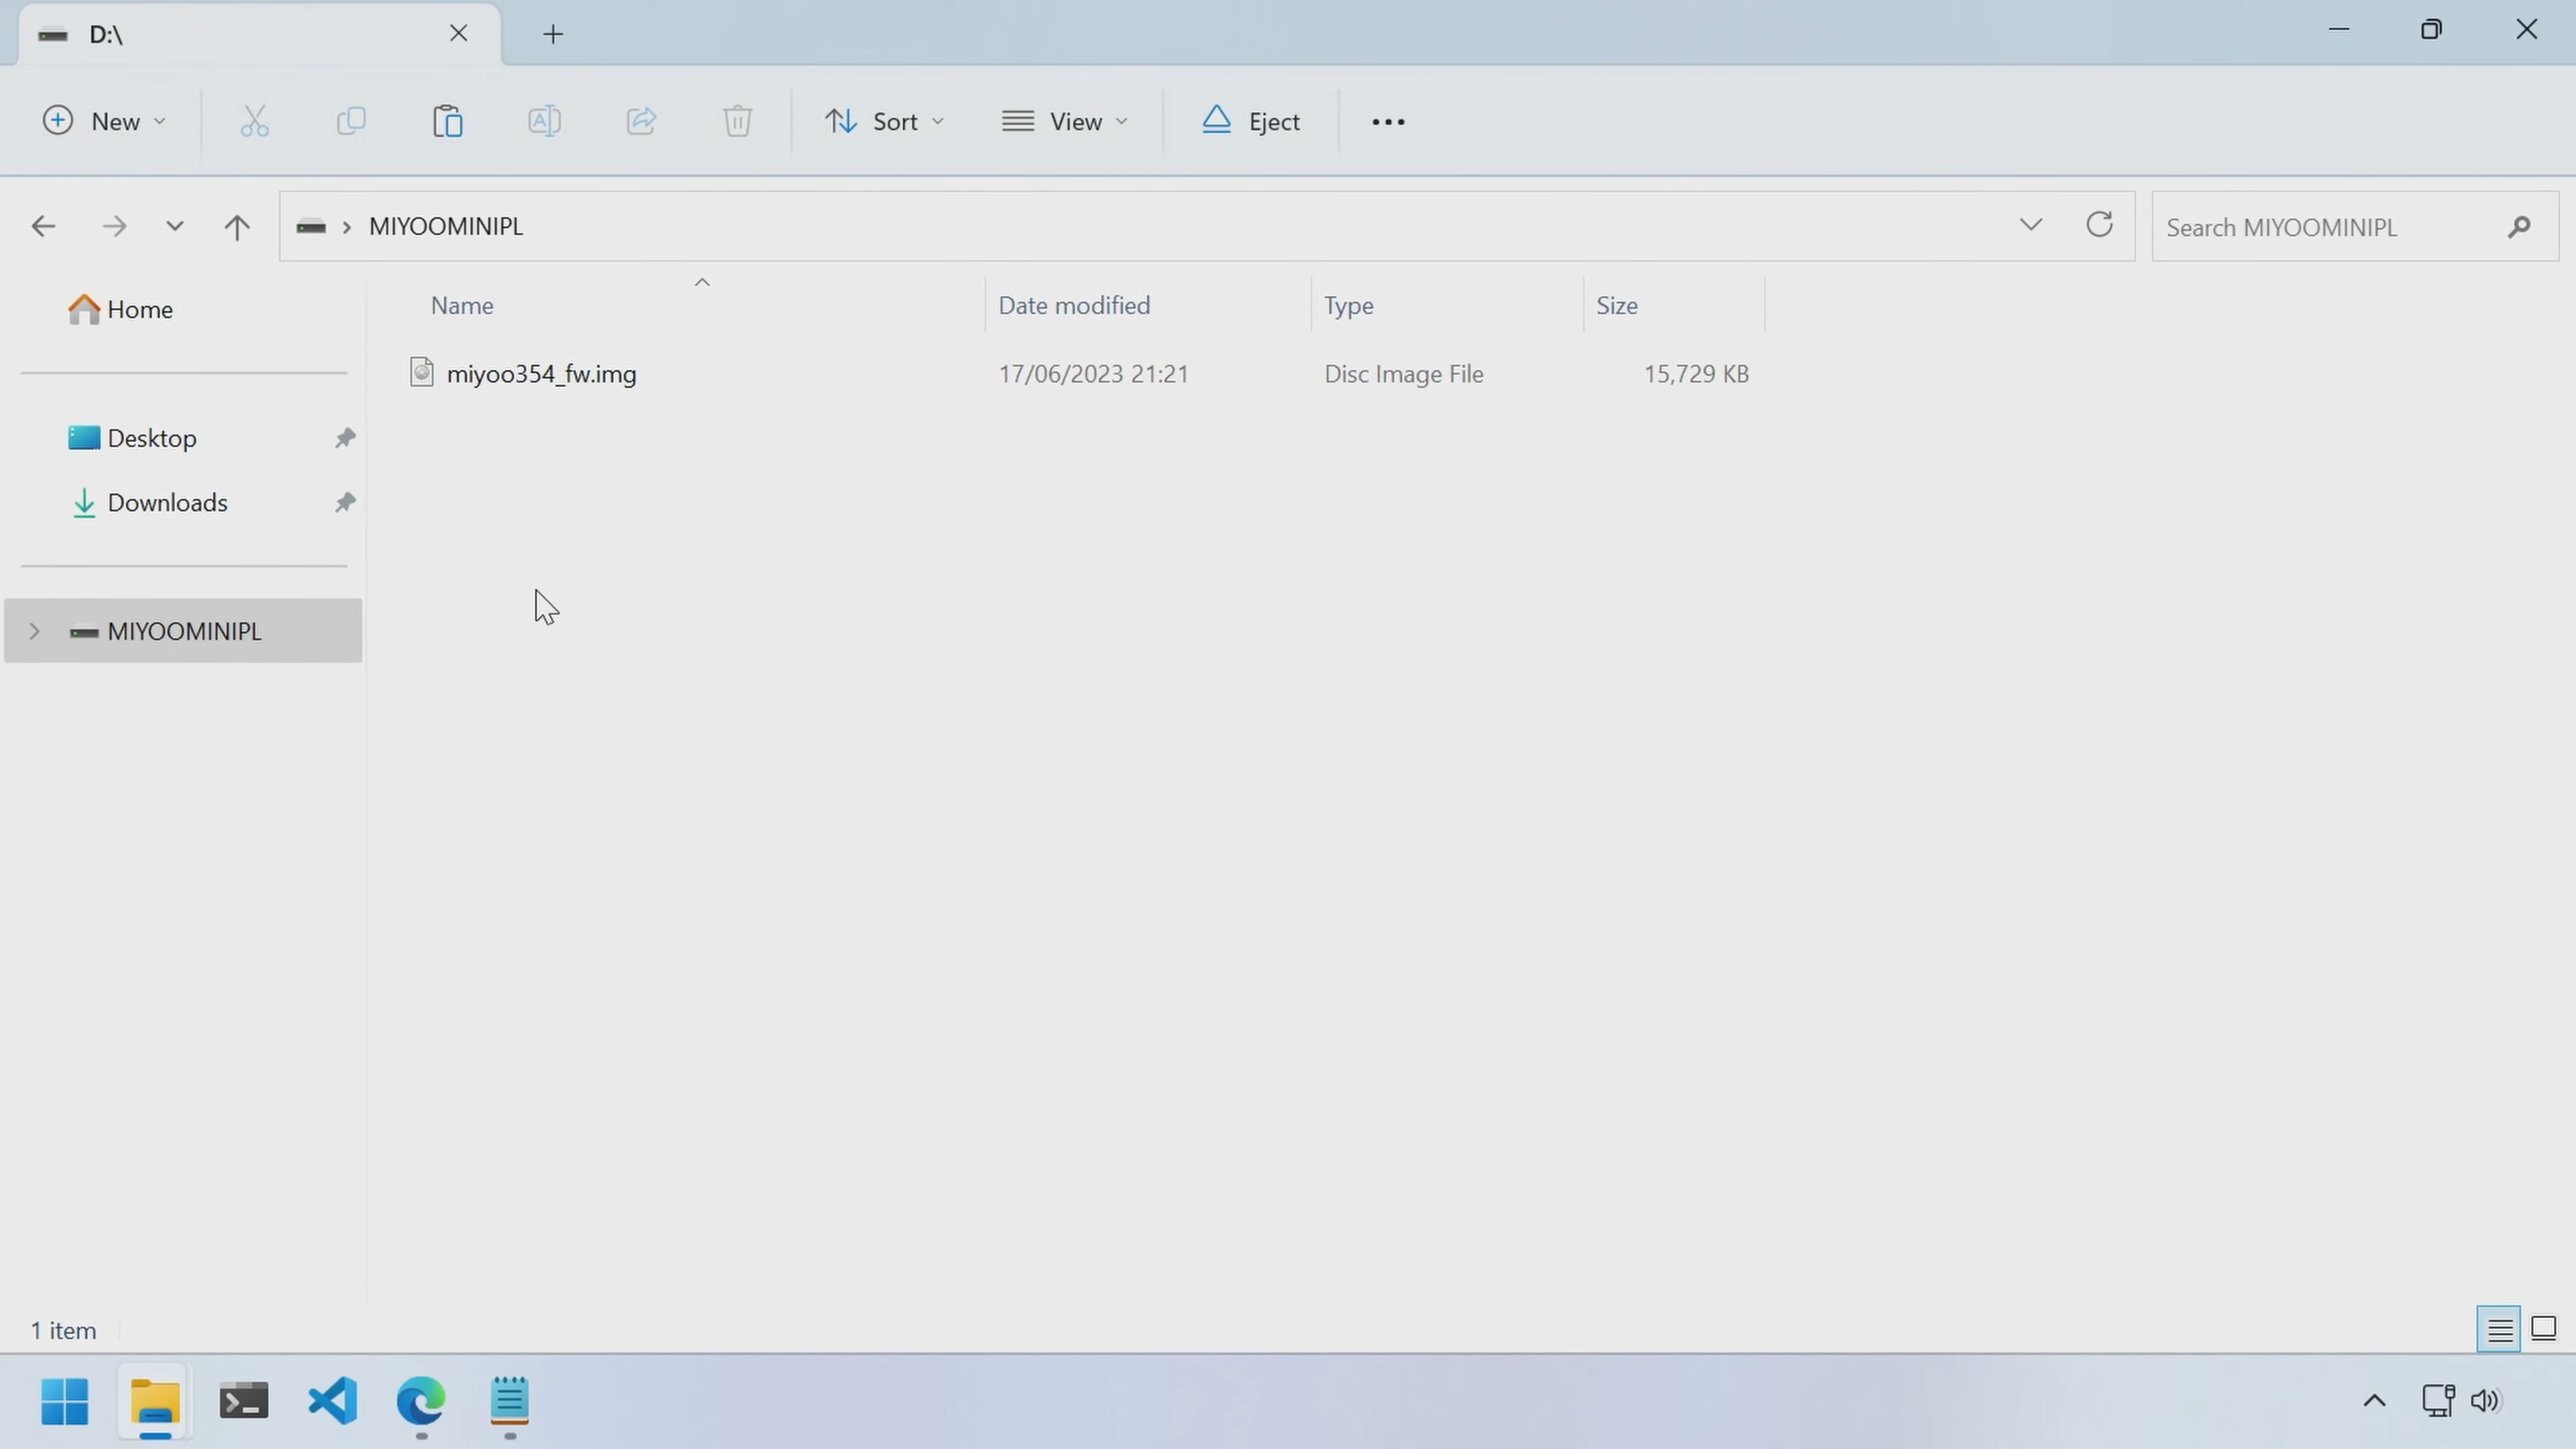 D:\
New
Sort
View
Eject
MIYOOMINIPL
Search MIYOOMINIPL
Home
Desktop
Downloads
MIYOOMINIPL
Name Date modified Type Size
miyoo354_fw.img 17/06/2023 21:21 Disc Image File 15,729 KB
1 item